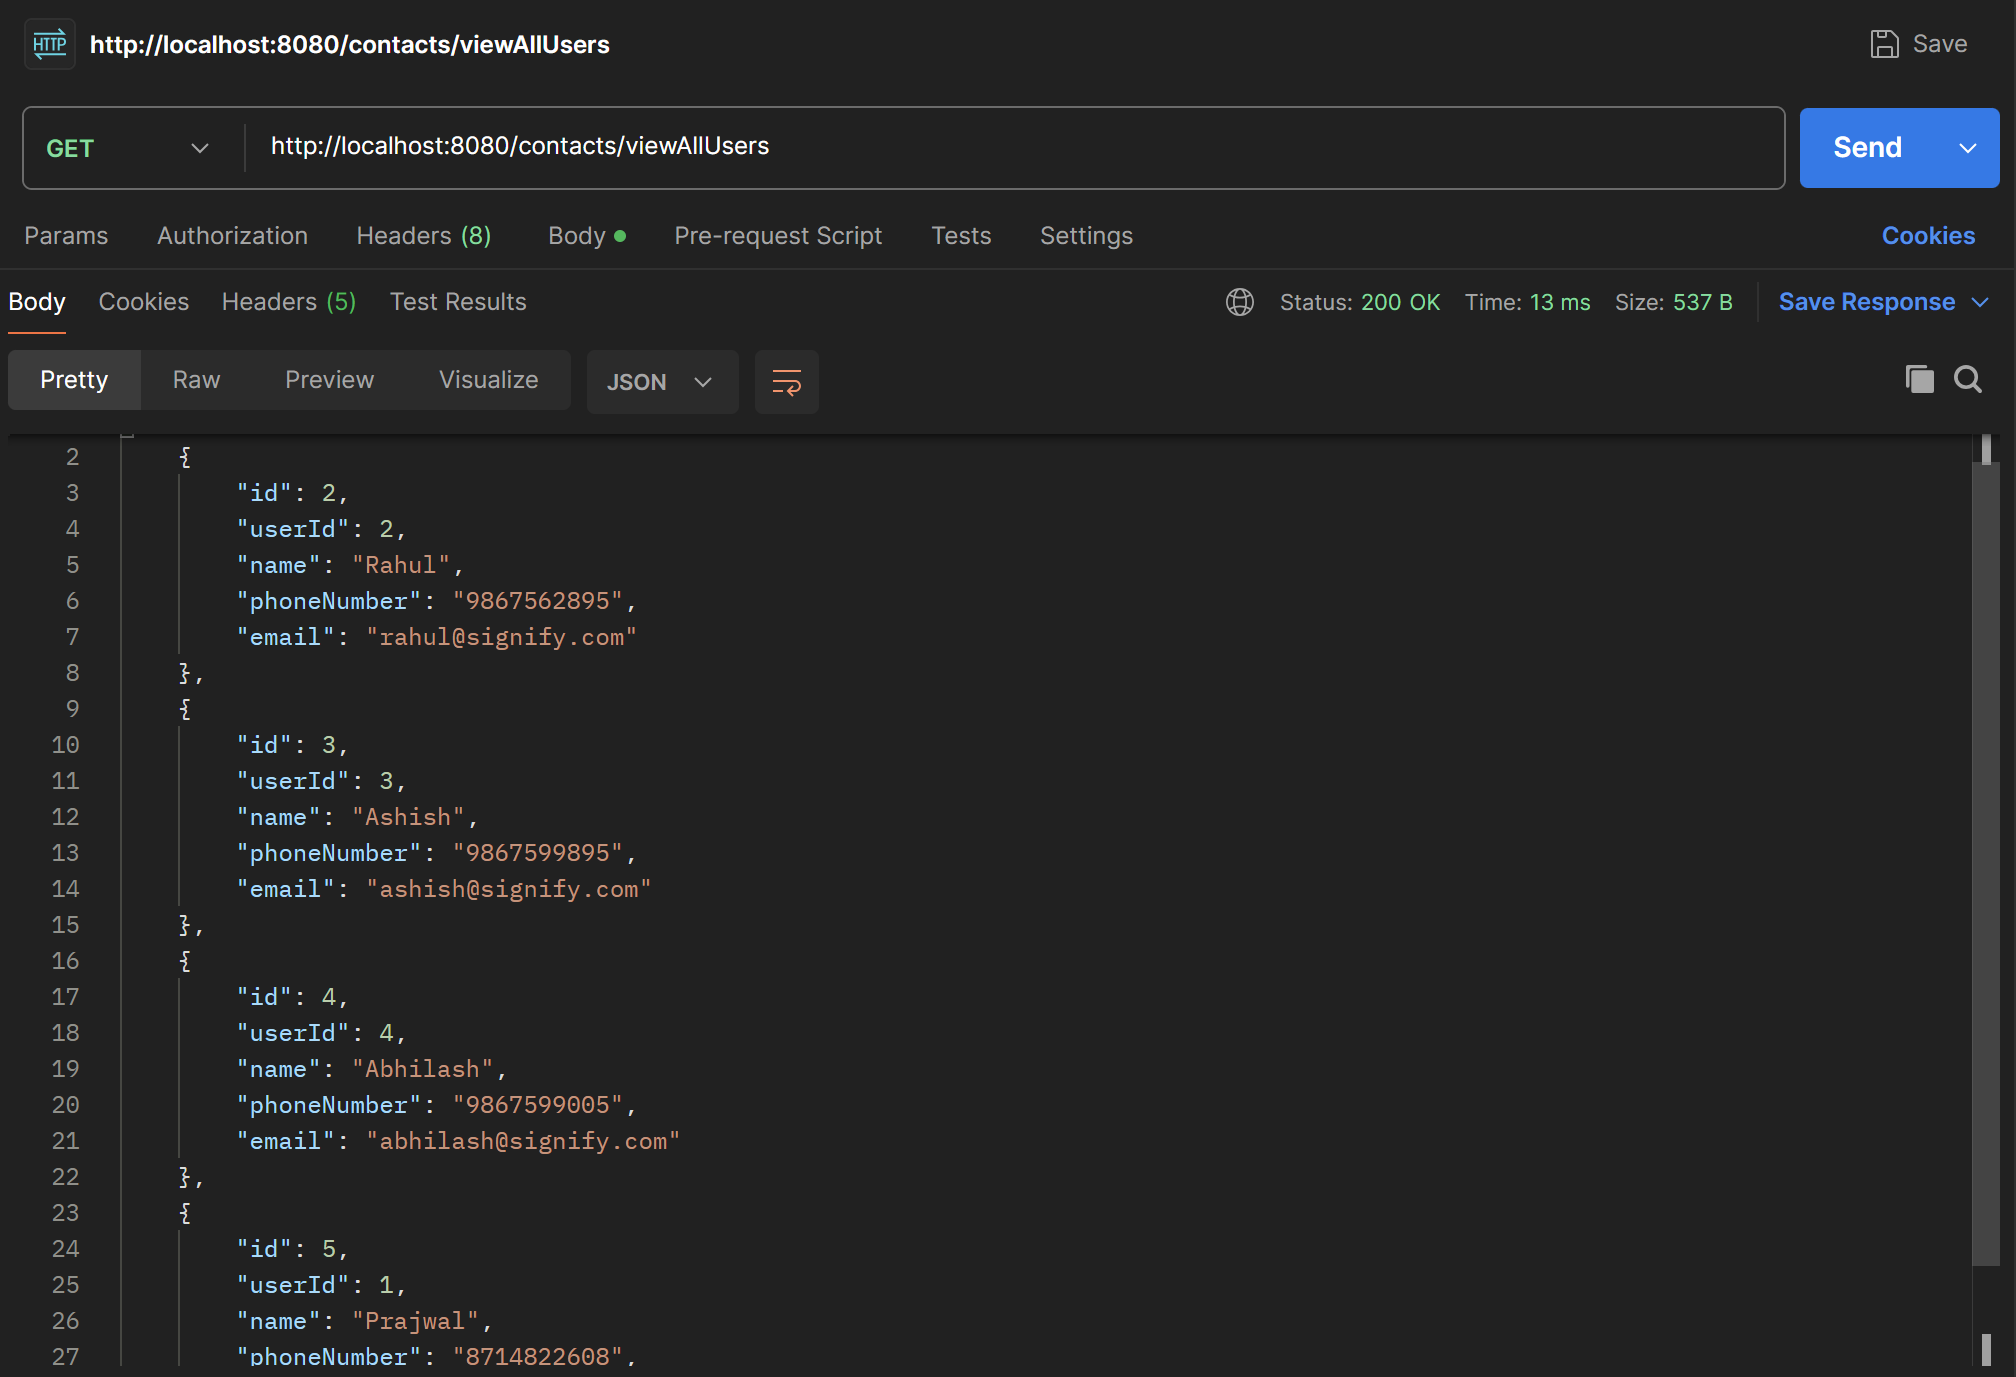 HTTP http://localhost:8080/contacts/viewAllUsers Save
GET http://localhost:8080/contacts/viewAllUsers Send
Params Authorization Headers (8) Body Pre-request Script Tests Settings Cookies
Body Cookies Headers (5) Test Results Status: 200 OK Time: 13 ms Size: 537 B Save Response
Pretty Raw Preview Visualize JSON
2 {
3 "id": 2,
4 "userId": 2,
5 "name": "Rahul",
6 "phoneNumber": "9867562895",
7 "email": "rahul@signify.com"
8 },
9 {
10 "id": 3,
11 "userId": 3,
12 "name": "Ashish",
13 "phoneNumber": "9867599895",
14 "email": "ashish@signify.com"
15 },
16 {
17 "id": 4,
18 "userId": 4,
19 "name": "Abhilash",
20 "phoneNumber": "9867599005",
21 "email": "abhilash@signify.com"
22 },
23 {
24 "id": 5,
25 "userId": 1,
26 "name": "Prajwal",
27 "phoneNumber": "8714822608",